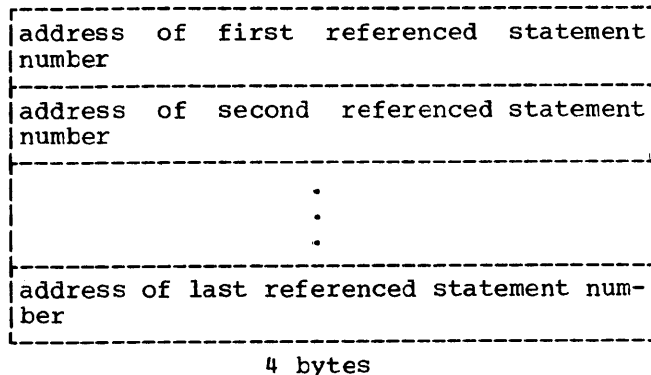 address of first referenced statement
number
address of second referenced statement
number
.
.
.
address of last referenced statement num-
ber
4 bytes